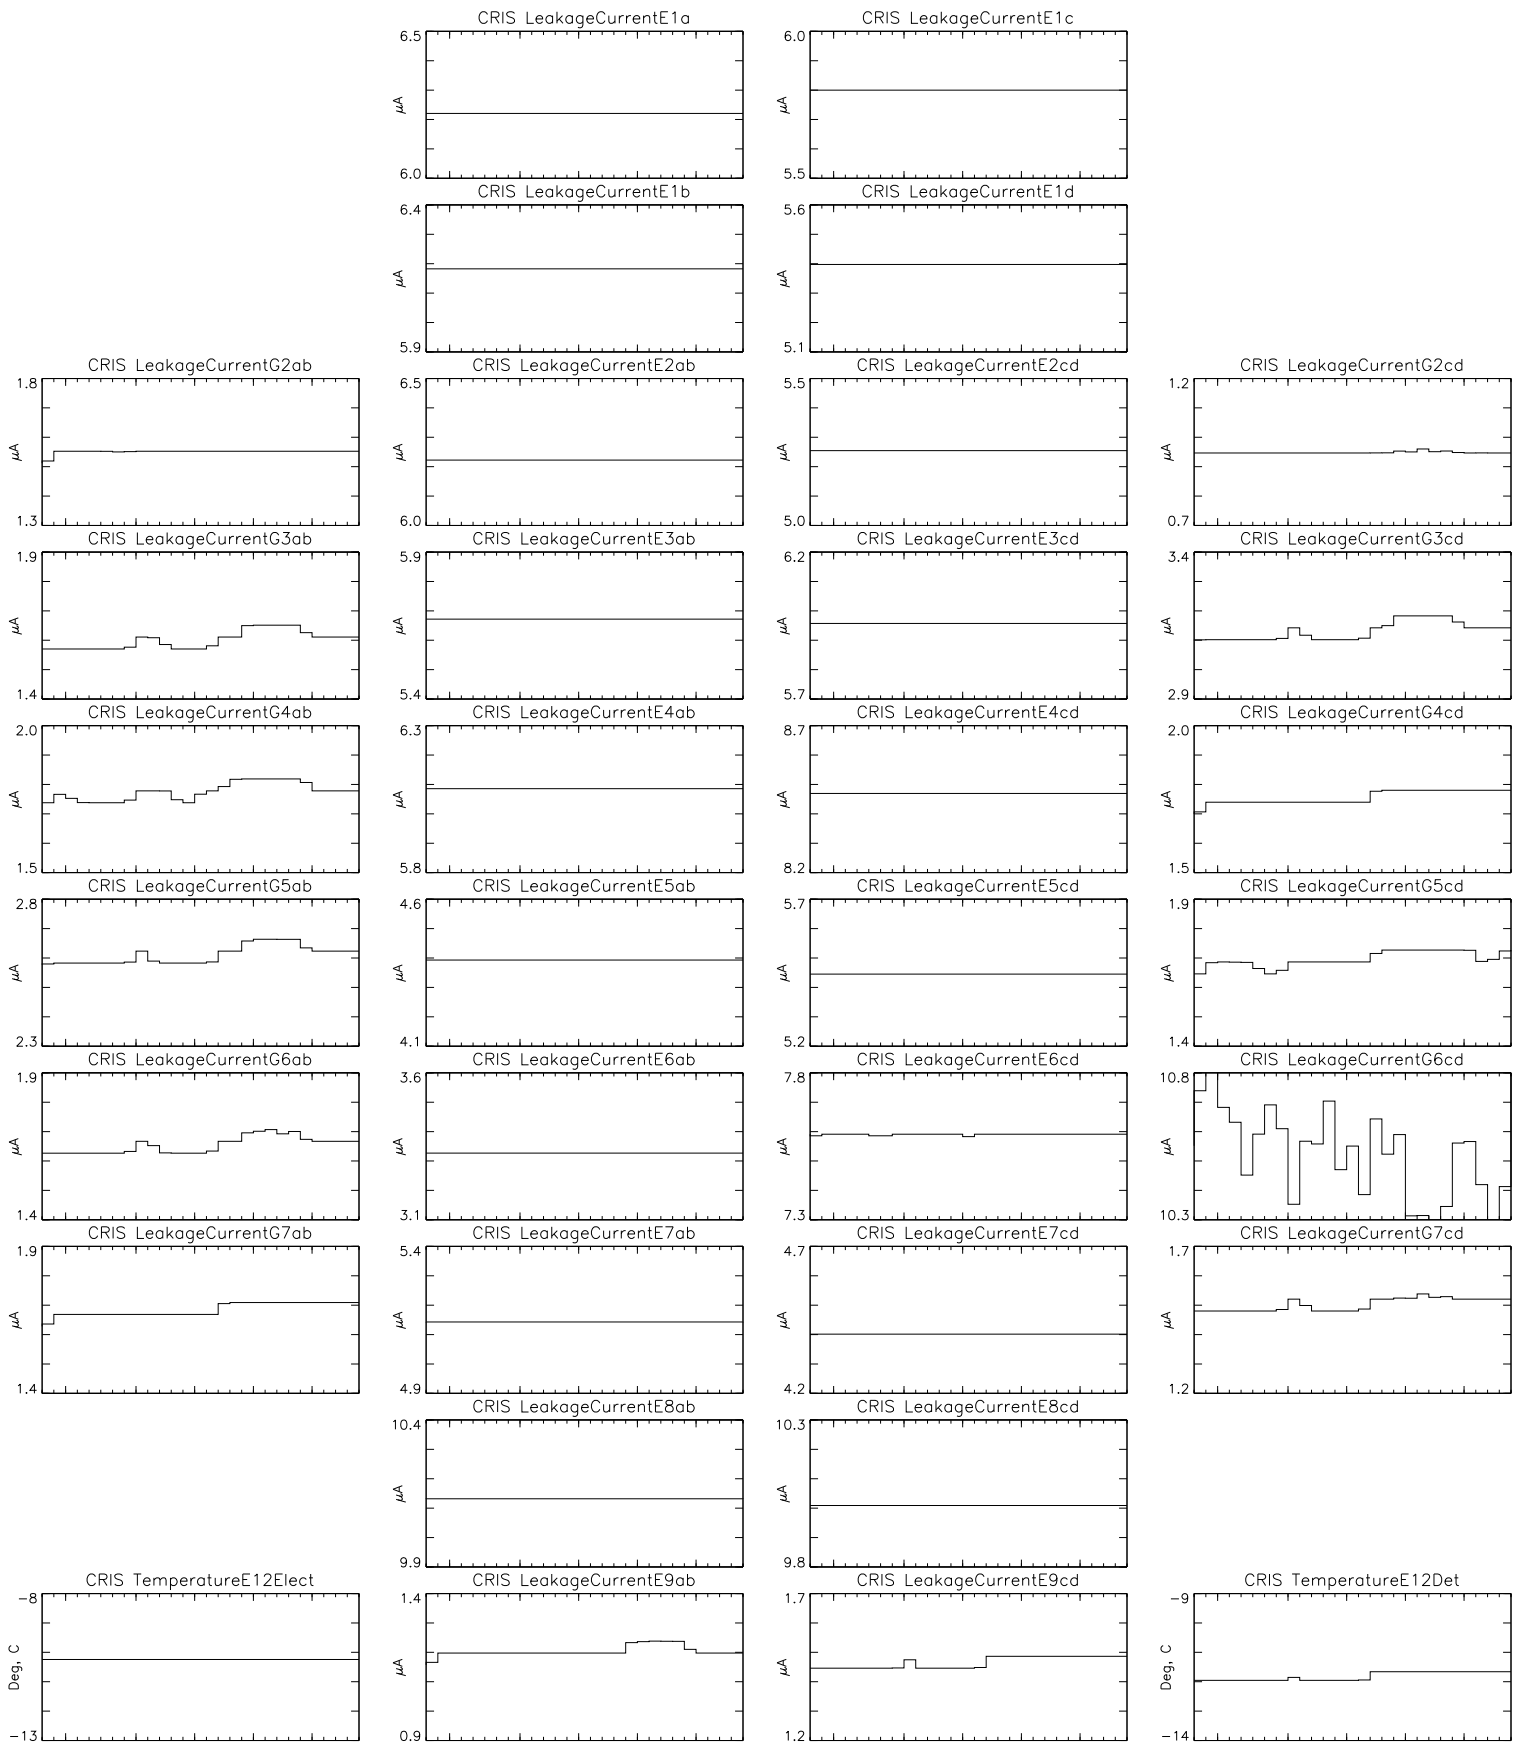 CRIS LeakageCurrentE1a CRIS LeakageCurrentE1c
6.5 6.0
μA μA
6.0 5.5
CRIS LeakageCurrentE1b CRIS LeakageCurrentE1d
6.4 5.6
μA μA
5.9 5.1
CRIS LeakageCurrentG2ab CRIS LeakageCurrentE2ab CRIS LeakageCurrentE2cd CRIS LeakageCurrentG2cd
1.8 6.5 5.5 1.2
μA μA μA μA
1.3 6.0 5.0 0.7
CRIS LeakageCurrentG3ab CRIS LeakageCurrentE3ab CRIS LeakageCurrentE3cd CRIS LeakageCurrentG3cd
1.9 5.9 6.2 3.4
μA μA μA μA
1.4 5.4 5.7 2.9
CRIS LeakageCurrentG4ab CRIS LeakageCurrentE4ab CRIS LeakageCurrentE4cd CRIS LeakageCurrentG4cd
2.0 6.3 8.7 2.0
μA μA μA μA
1.5 5.8 8.2 1.5
CRIS LeakageCurrentG5ab CRIS LeakageCurrentE5ab CRIS LeakageCurrentE5cd CRIS LeakageCurrentG5cd
2.8 4.6 5.7 1.9
μA μA μA μA
2.3 4.1 5.2 1.4
CRIS LeakageCurrentG6ab CRIS LeakageCurrentE6ab CRIS LeakageCurrentE6cd CRIS LeakageCurrentG6cd
1.9 3.6 7.8 10.8
μA μA μA μA
1.4 3.1 7.3 10.3
CRIS LeakageCurrentG7ab CRIS LeakageCurrentE7ab CRIS LeakageCurrentE7cd CRIS LeakageCurrentG7cd
1.9 5.4 4.7 1.7
μA μA μA μA
1.4 4.9 4.2 1.2
CRIS LeakageCurrentE8ab CRIS LeakageCurrentE8cd
10.4 10.3
μA μA
9.9 9.8
CRIS TemperatureE12Elect CRIS LeakageCurrentE9ab CRIS LeakageCurrentE9cd CRIS TemperatureE12Det
-8 1.4 1.7 -9
Deg, C μA μA Deg, C
-13 0.9 1.2 -14